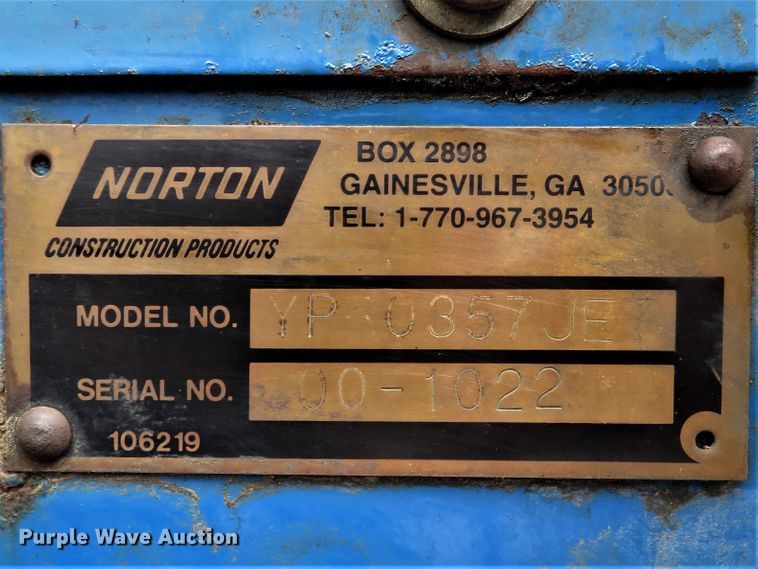 NORTON
CONSTRUCTION PRODUCTS
BOX 2898
GAINESVILLE, GA
TEL: 1-770-967-3954
MODEL NO.
SERIAL NO. 00-1022
106219
Purple Wave Auction